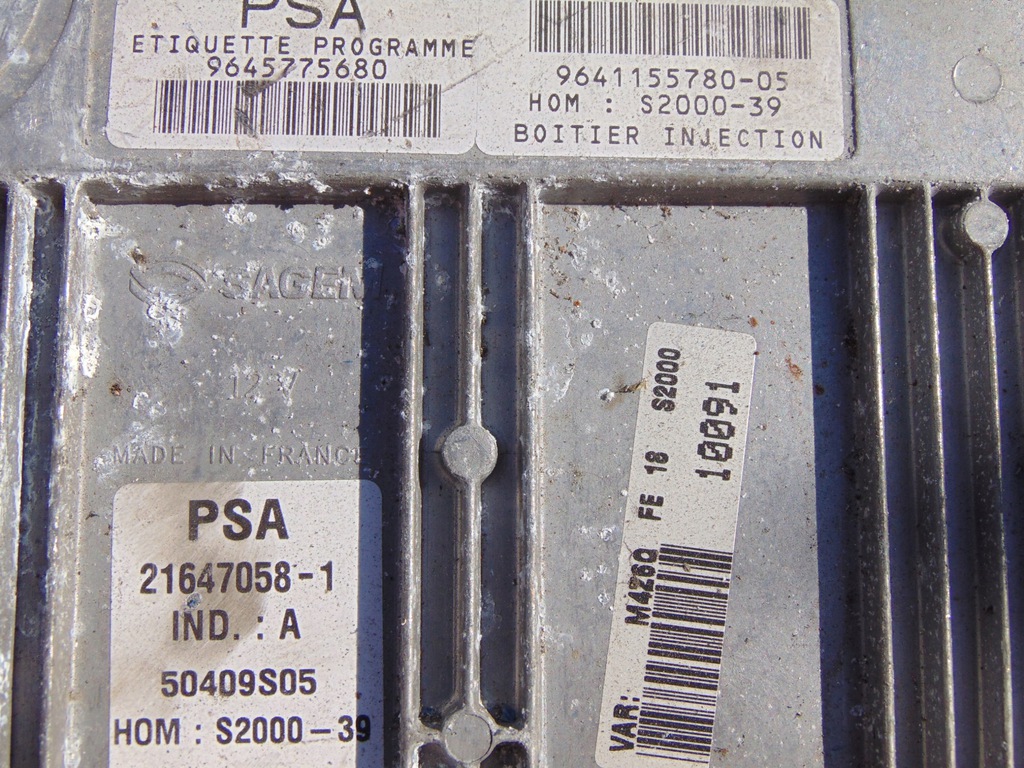 PSA
ETIQUETTE PROGRAMME
9645775680
9641155780-05
HOM : S2000-39
BOITIER INJECTION
SAGEM
MADE IN FRANCE
PSA
21647058-1
IND. : A
50409S05
HOM : S2000-39
VAR: M426Q FE 18 S2000
10091